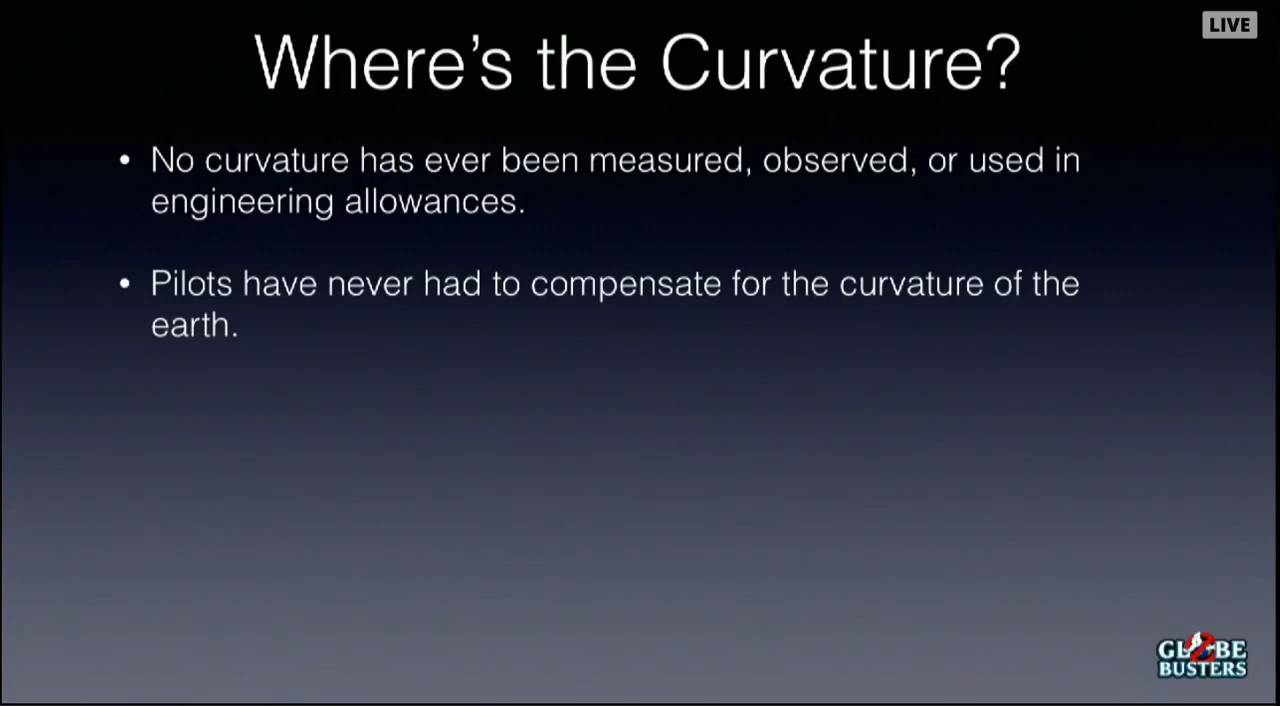 LIVE
Where's the Curvature?
• No curvature has ever been measured, observed, or used in
engineering allowances.
• Pilots have never had to compensate for the curvature of the
earth.
GLOBE
BUSTERS